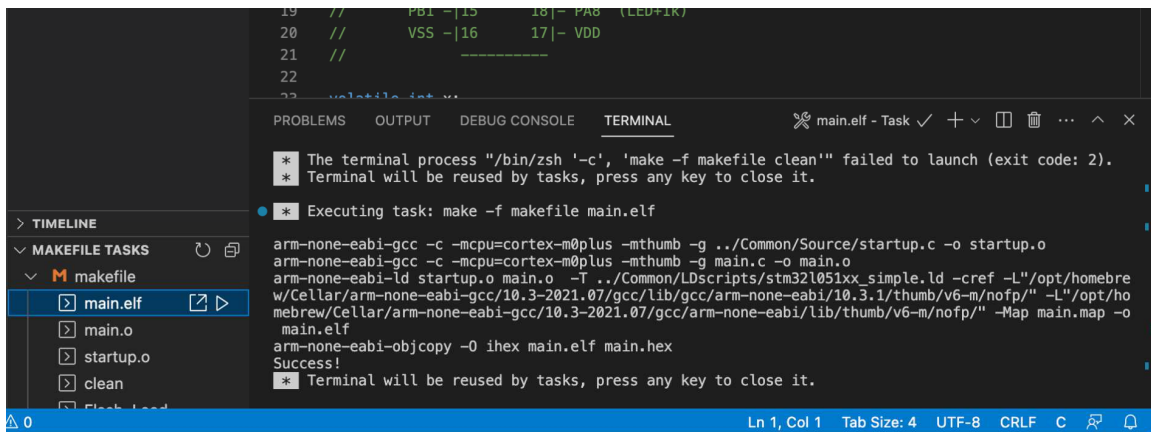 19 // PB1 -|15 18|- PA8 (LED+1k)
20 // VSS -|16 17|- VDD
21 // ----------
22
23 volatile int x;
PROBLEMS OUTPUT DEBUG CONSOLE TERMINAL main.elf - Task
* The terminal process "/bin/zsh '-c', 'make -f makefile clean'" failed to launch (exit code: 2).
* Terminal will be reused by tasks, press any key to close it.
* Executing task: make -f makefile main.elf
arm-none-eabi-gcc -c -mcpu=cortex-m0plus -mthumb -g ../Common/Source/startup.c -o startup.o
arm-none-eabi-gcc -c -mcpu=cortex-m0plus -mthumb -g main.c -o main.o
arm-none-eabi-ld startup.o main.o -T ../Common/LDscripts/stm32l051xx_simple.ld -cref -L"/opt/homebre
w/Cellar/arm-none-eabi-gcc/10.3-2021.07/gcc/lib/gcc/arm-none-eabi/10.3.1/thumb/v6-m/nofp/" -L"/opt/ho
mebrew/Cellar/arm-none-eabi-gcc/10.3-2021.07/gcc/arm-none-eabi/lib/thumb/v6-m/nofp/" -Map main.map -o
main.elf
arm-none-eabi-objcopy -O ihex main.elf main.hex
Success!
* Terminal will be reused by tasks, press any key to close it.
TIMELINE
MAKEFILE TASKS
M makefile
main.elf
main.o
startup.o
clean
0 Ln 1, Col 1 Tab Size: 4 UTF-8 CRLF C